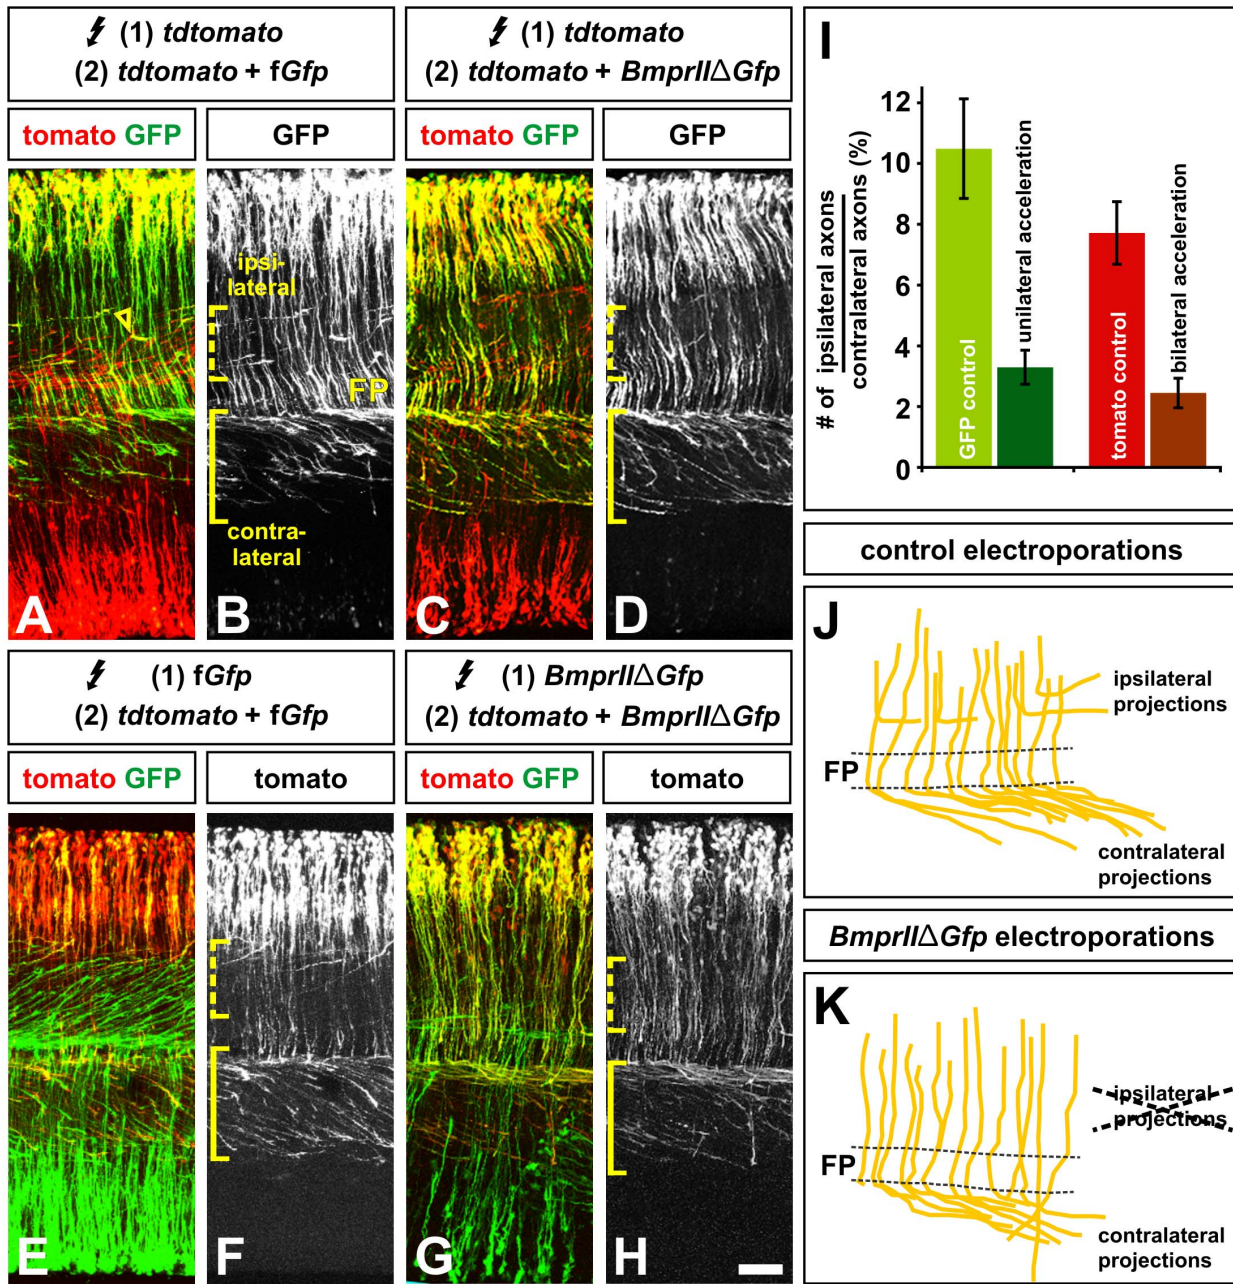 (1) tdtomato
(2) tdtomato + fGfp
tomato GFP
GFP
(1) tdtomato
(2) tdtomato + BmprIIΔGfp
tomato GFP
GFP
ipsi-
lateral
FP
contra-
lateral
A
B
C
D
(1) fGfp
(2) tdtomato + fGfp
tomato GFP
tomato
(1) BmprIIΔGfp
(2) tdtomato + BmprIIΔGfp
tomato GFP
tomato
E
F
G
H
I
# of ipsilateral axons
contralateral axons (%)
12
10
8
6
4
2
0
GFP control
unilateral acceleration
tomato control
bilateral acceleration
control electroporations
J
ipsilateral
projections
FP
contralateral
projections
BmprIIΔGfp electroporations
K
ipsilateral
projections
FP
contralateral
projections